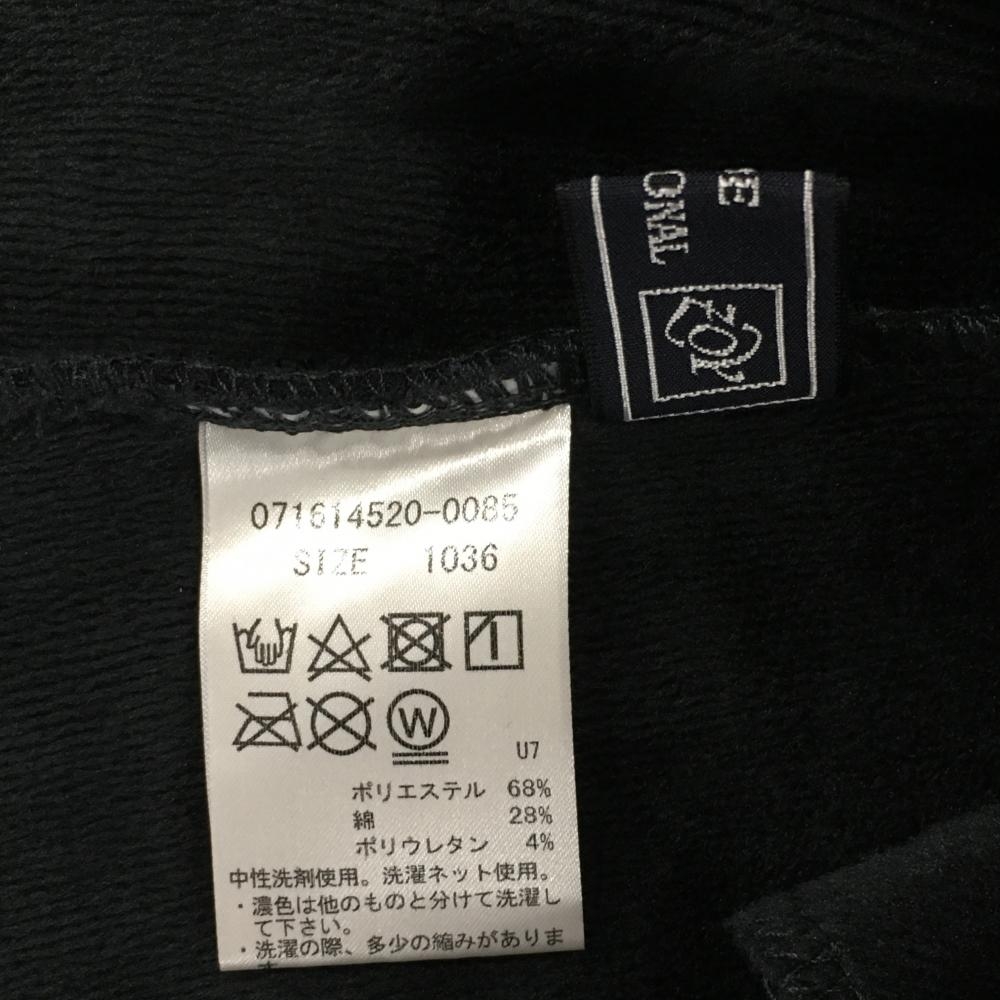 ONAL
071614520-0085
SIZE 1036
W
U7
ポリエステル 68%
綿 28%
ポリウレタン 4%
中性洗剤使用。洗濯ネット使用。
・濃色は他のものと分けて洗濯し
て下さい。
・洗濯の際、多少の縮みがありま